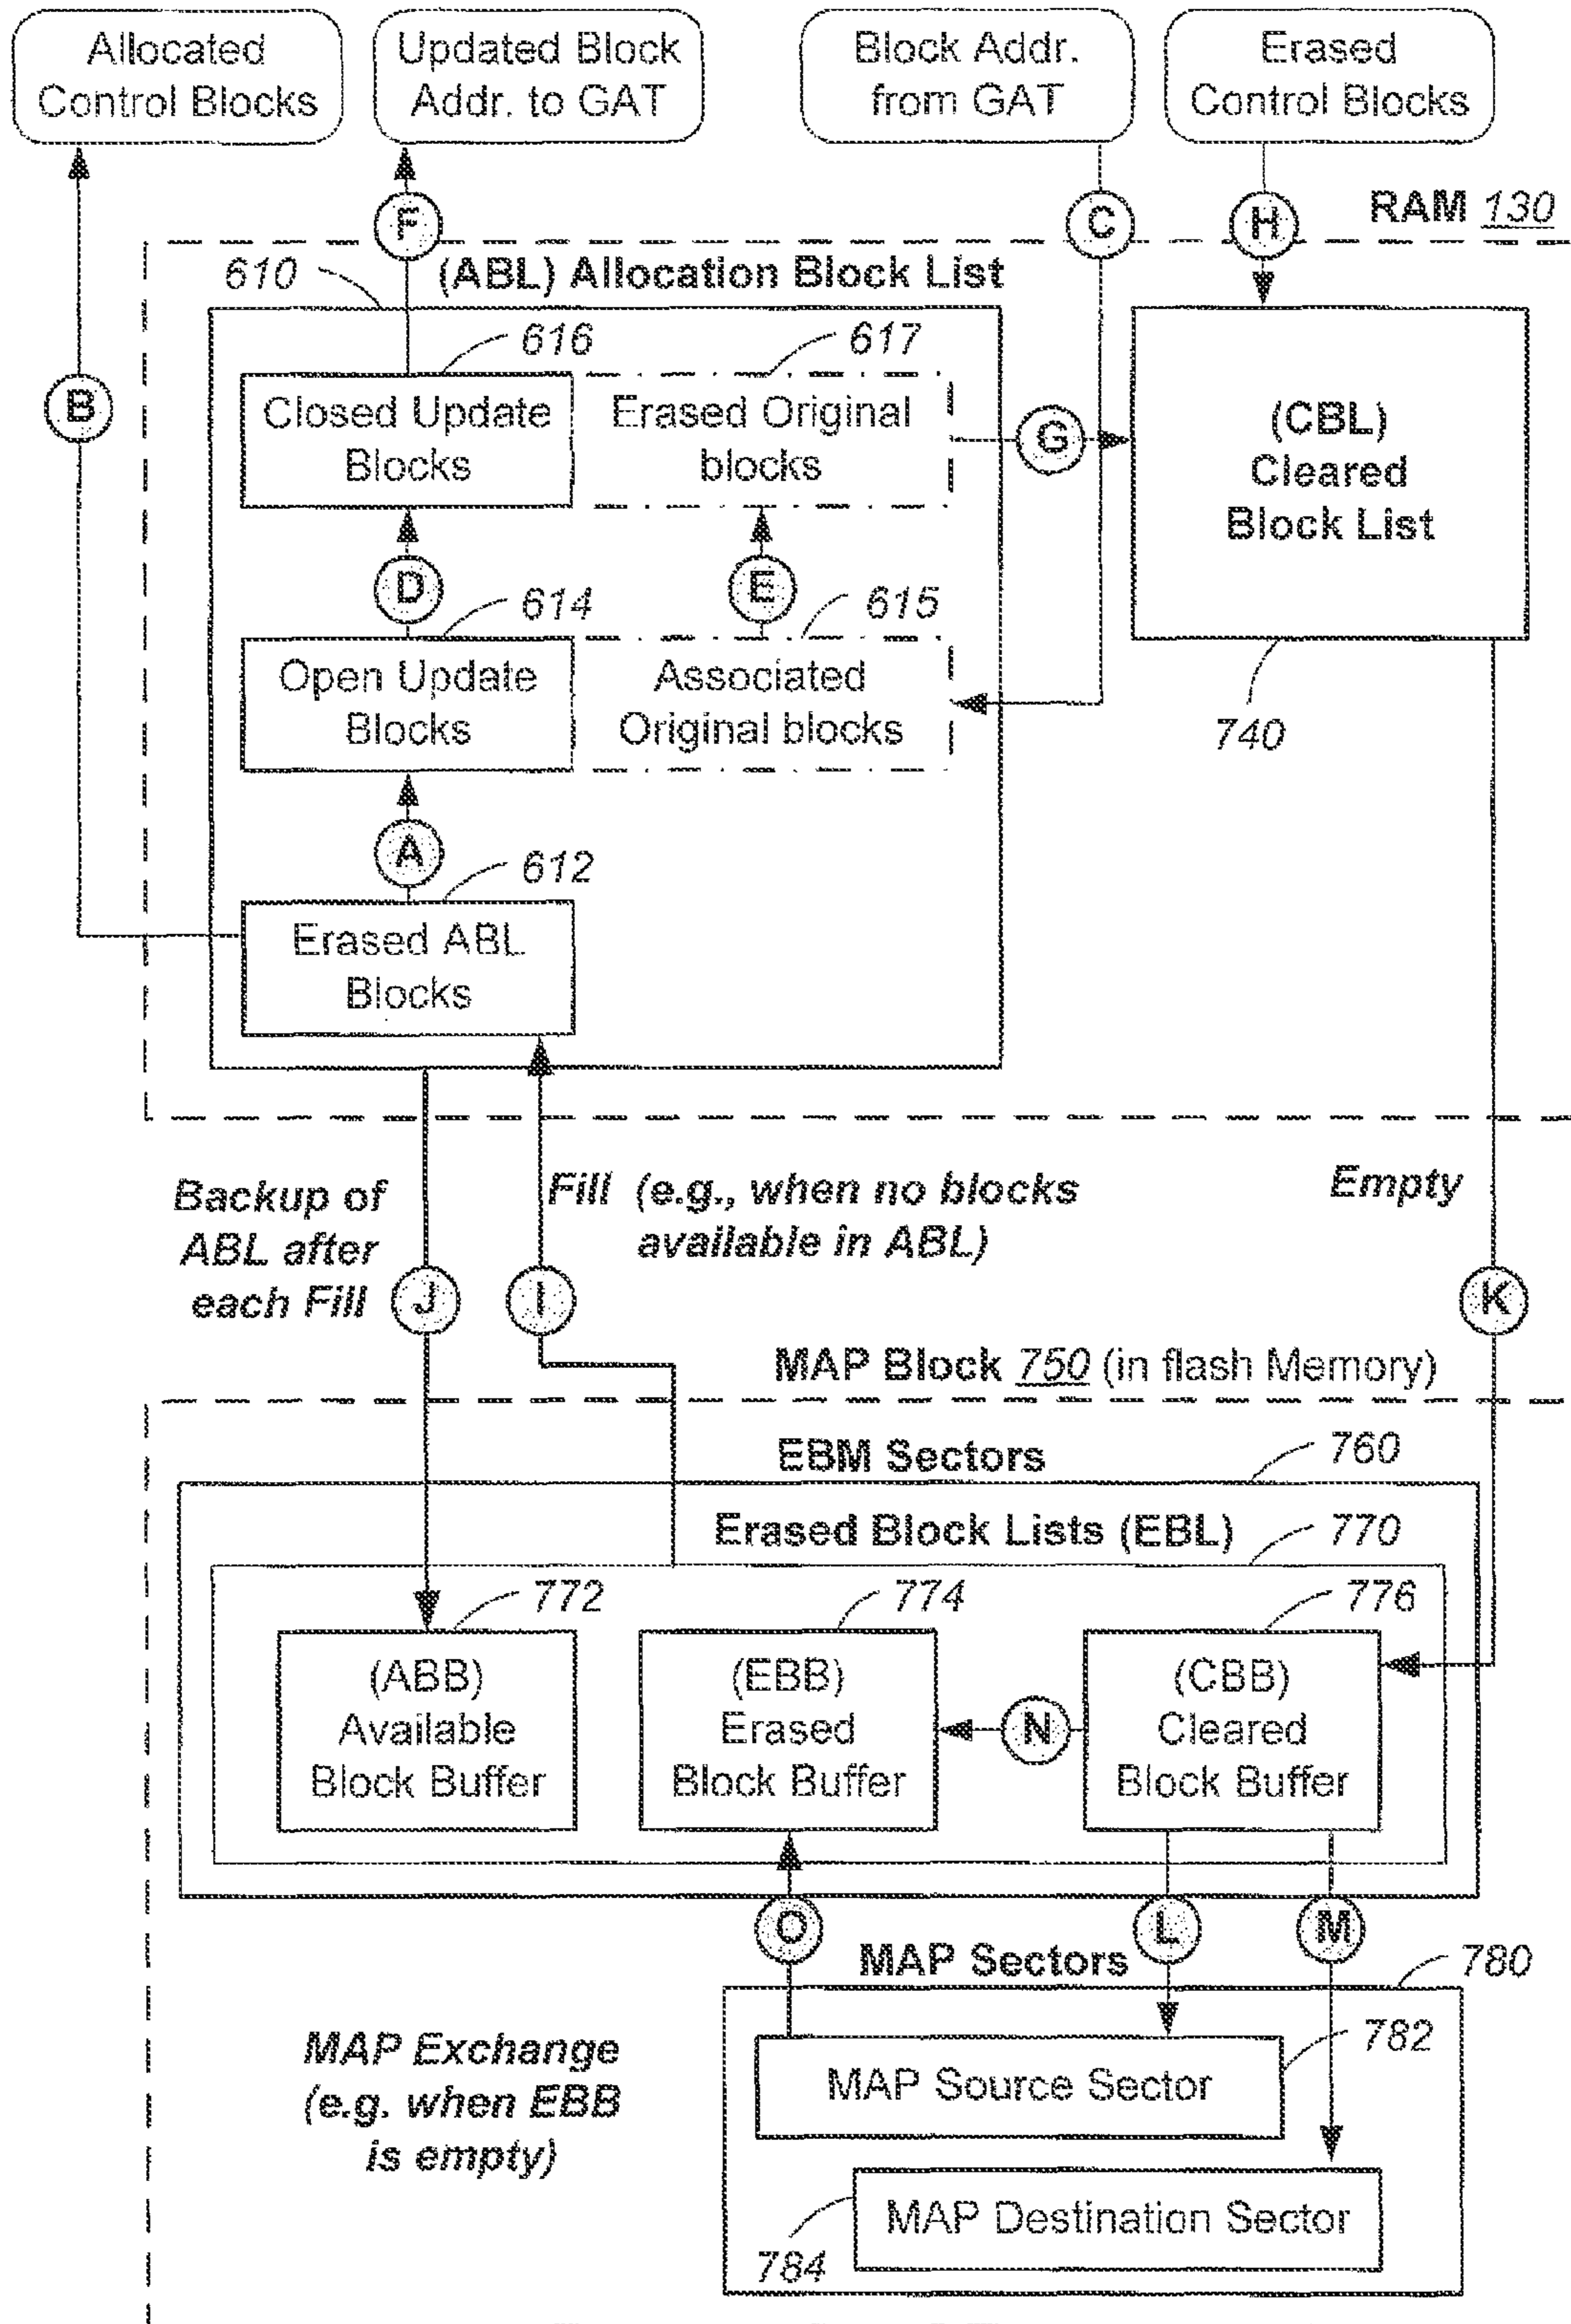 Allocated
Control Blocks
Updated Block
Addr. to GAT
Block Addr.
from GAT
Erased
Control Blocks
F
C
H
RAM 130
610
(ABL) Allocation Block List
616
617
B
Closed Update
Blocks
Erased Original
blocks
G
(CBL)
Cleared
Block List
D
E
614
615
Open Update
Blocks
Associated
Original blocks
740
A
612
Erased ABL
Blocks
Backup of
ABL after
each Fill
J
I
Fill (e.g., when no blocks
available in ABL)
Empty
K
MAP Block 750 (in flash Memory)
EBM Sectors
760
Erased Block Lists (EBL)
770
772
774
776
(ABB)
Available
Block Buffer
(EBB)
Erased
Block Buffer
N
(CBB)
Cleared
Block Buffer
O
L
M
MAP Sectors
780
MAP Exchange
(e.g. when EBB
is empty)
782
MAP Source Sector
MAP Destination Sector
784